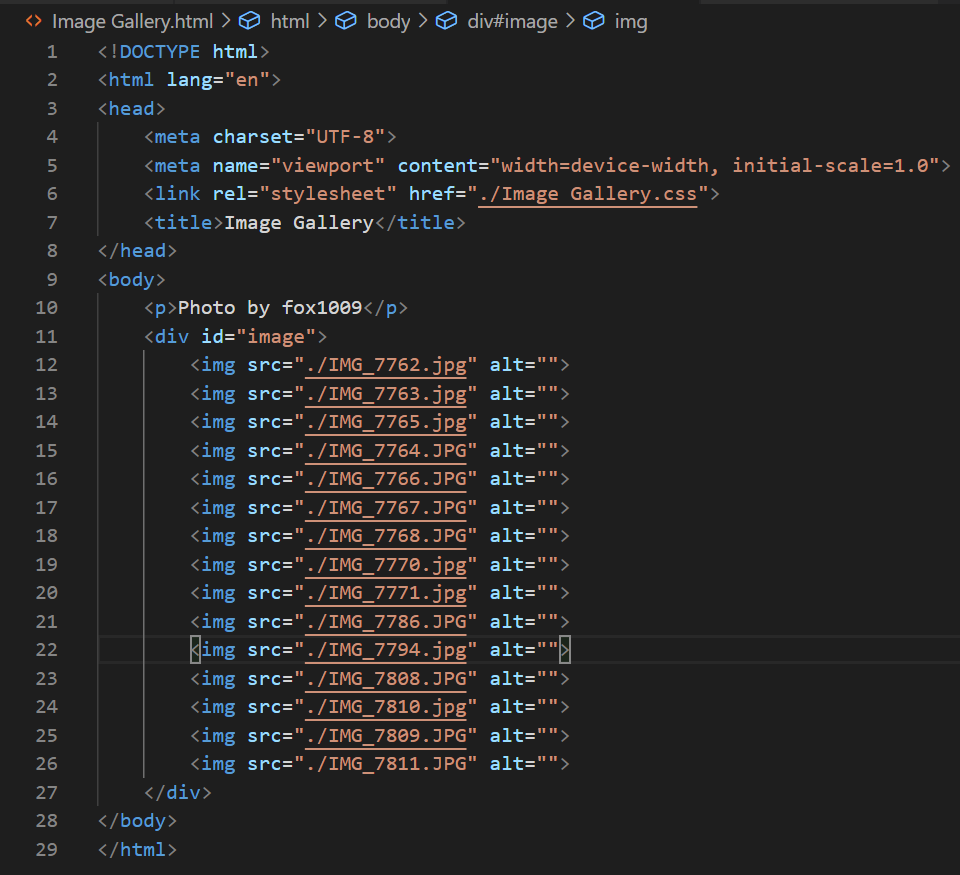 Image Gallery.html > html > body > div#image > img
1 <!DOCTYPE html>
2 <html lang="en">
3 <head>
4 <meta charset="UTF-8">
5 <meta name="viewport" content="width=device-width, initial-scale=1.0">
6 <link rel="stylesheet" href="./Image Gallery.css">
7 <title>Image Gallery</title>
8 </head>
9 <body>
10 <p>Photo by fox1009</p>
11 <div id="image">
12 <img src="./IMG_7762.jpg" alt="">
13 <img src="./IMG_7763.jpg" alt="">
14 <img src="./IMG_7765.jpg" alt="">
15 <img src="./IMG_7764.JPG" alt="">
16 <img src="./IMG_7766.JPG" alt="">
17 <img src="./IMG_7767.JPG" alt="">
18 <img src="./IMG_7768.JPG" alt="">
19 <img src="./IMG_7770.jpg" alt="">
20 <img src="./IMG_7771.jpg" alt="">
21 <img src="./IMG_7786.JPG" alt="">
22 <img src="./IMG_7794.jpg" alt="">
23 <img src="./IMG_7808.JPG" alt="">
24 <img src="./IMG_7810.jpg" alt="">
25 <img src="./IMG_7809.JPG" alt="">
26 <img src="./IMG_7811.JPG" alt="">
27 </div>
28 </body>
29 </html>